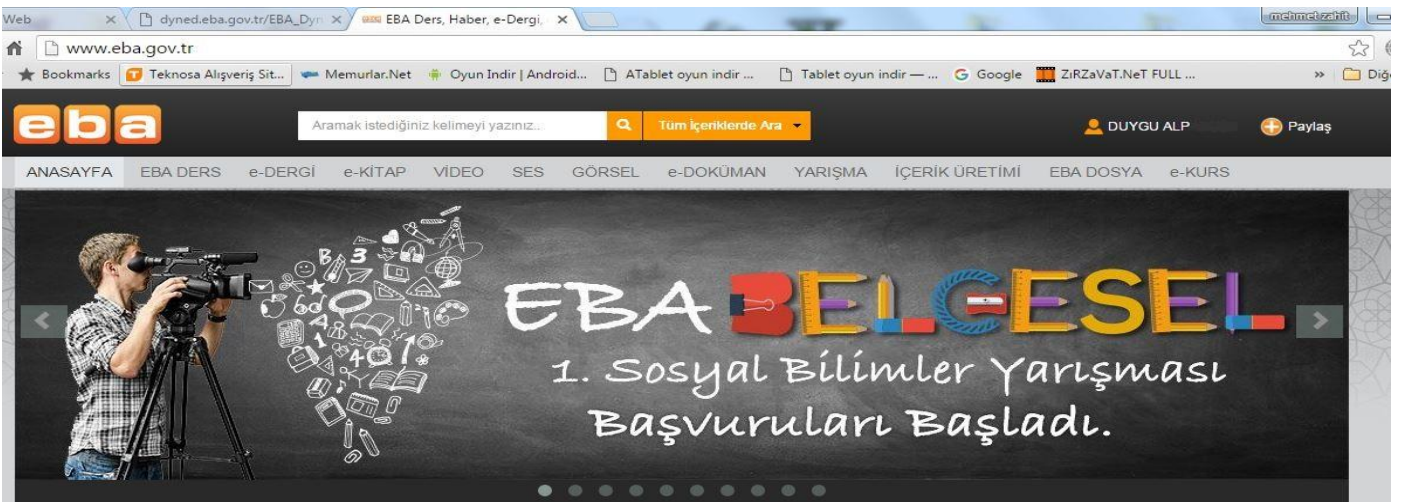 Web dyned.eba.gov.tr/EBA_Dyn EBA Ders, Haber, e-Dergi, mehmet zahit
www.eba.gov.tr
Bookmarks Teknosa Alışveriş Sit... Memurlar.Net Oyun Indir | Android... ATablet oyun indir ... Tablet oyun indir — ... Google ZiRZaVaT.NeT FULL ... » Diğ
eba Aramak istediğiniz kelimeyi yazınız.. Tüm İçeriklerde Ara DUYGU ALP Paylaş
ANASAYFA EBA DERS e-DERGİ e-KİTAP VİDEO SES GÖRSEL e-DOKÜMAN YARIŞMA İÇERİK ÜRETİMİ EBA DOSYA e-KURS
EBA BELGESEL
1. Sosyal Bilimler Yarışması
Başvuruları Başladı.